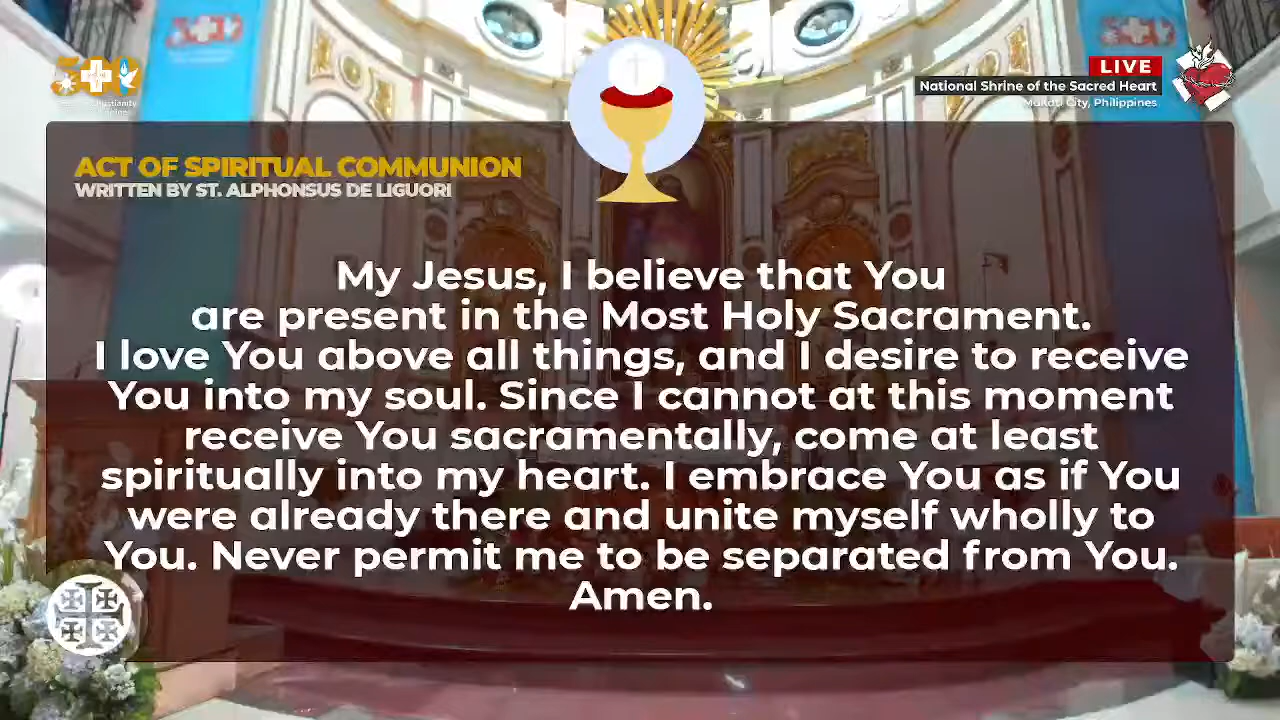 LIVE
National Shrine of the Sacred Heart
Makati City, Philippines
ACT OF SPIRITUAL COMMUNION
WRITTEN BY ST. ALPHONSUS DE LIGUORI
My Jesus, I believe that You
are present in the Most Holy Sacrament.
I love You above all things, and I desire to receive
You into my soul. Since I cannot at this moment
receive You sacramentally, come at least
spiritually into my heart. I embrace You as if You
were already there and unite myself wholly to
You. Never permit me to be separated from You.
Amen.